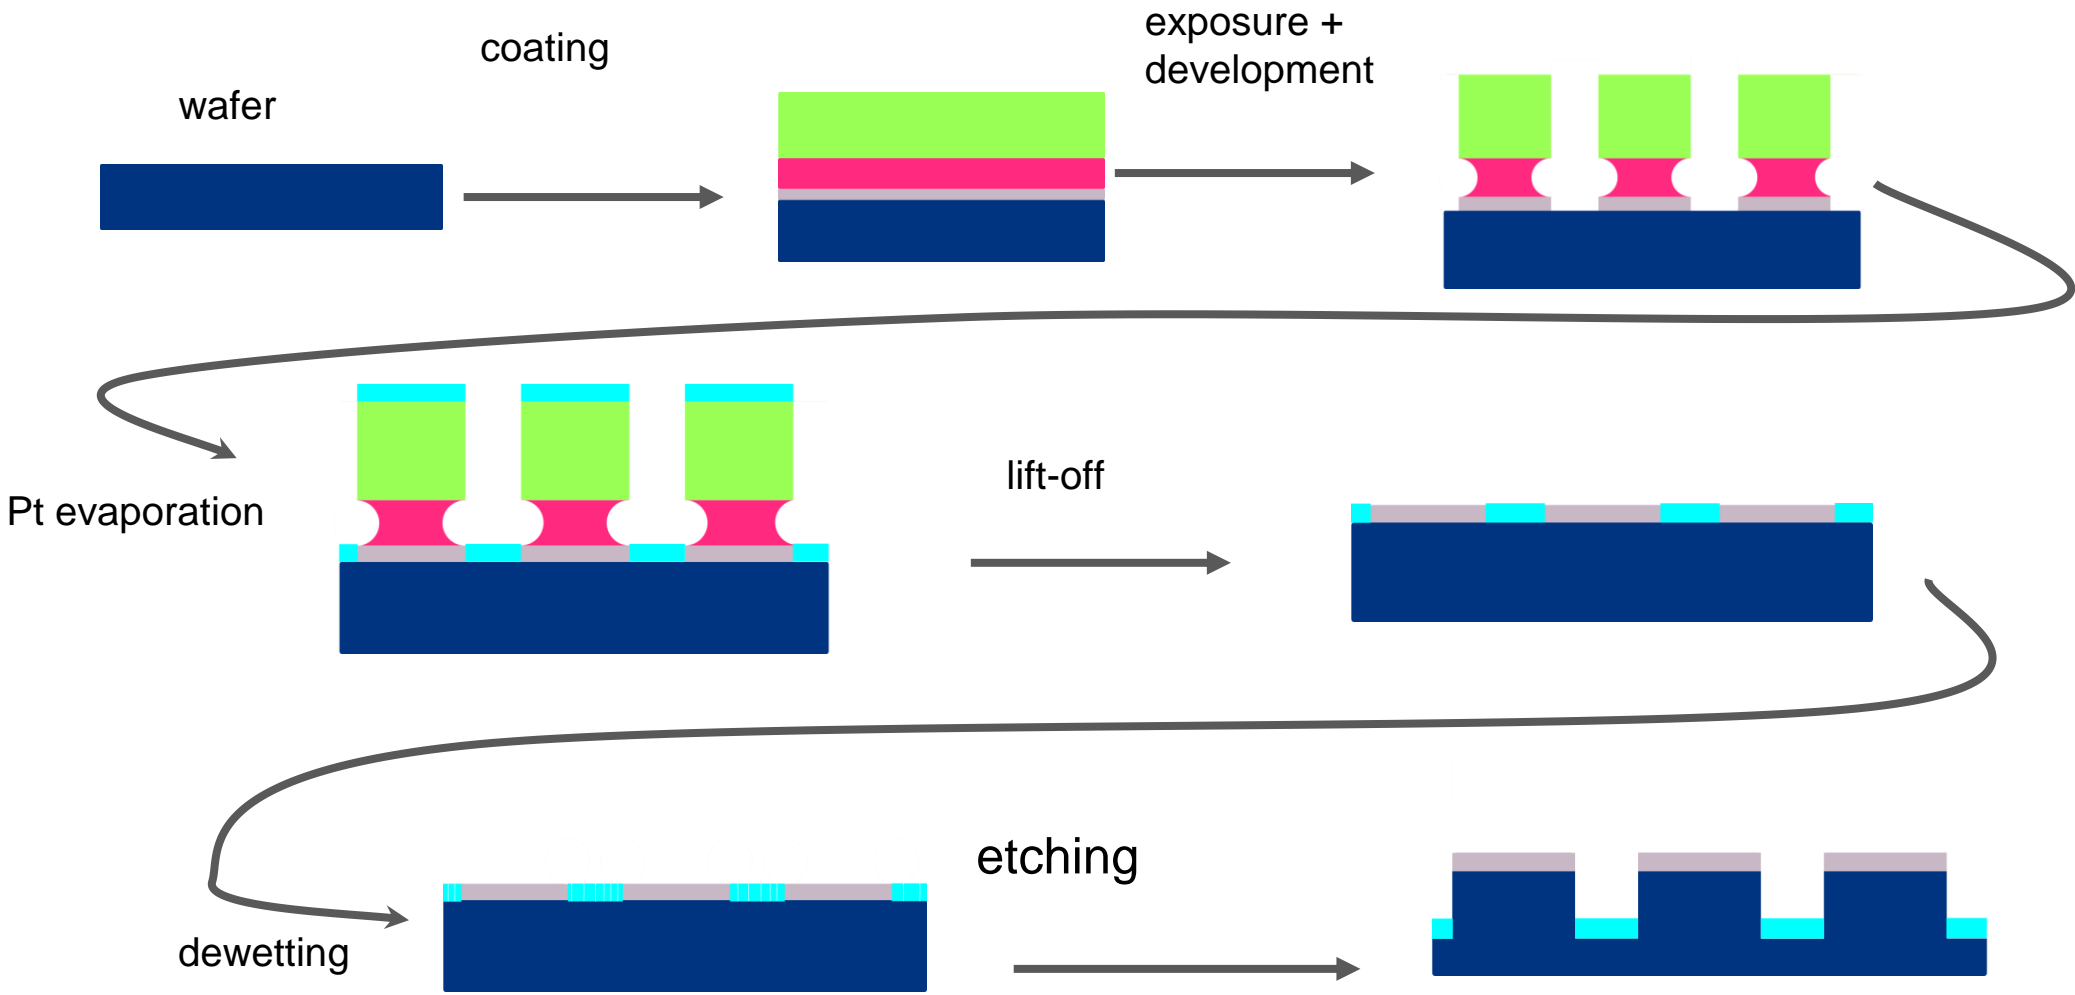 wafer
coating
exposure +
development
Pt evaporation
lift-off
dewetting
etching